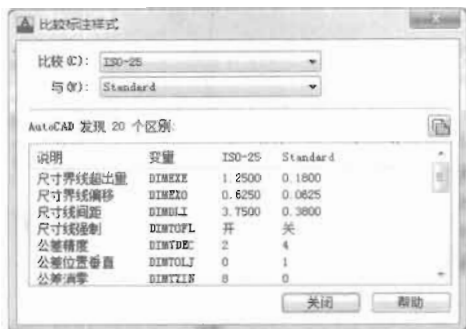 比较标注样式
比较(C): ISO-25
与(W): Standard
AutoCAD 发现 20 个区别:
说明 变量 ISO-25 Standard
尺寸界线超出量 DIMEXE 1.2500 0.1800
尺寸界线偏移 DIMEXO 0.6250 0.0625
尺寸线间距 DIMDLI 3.7500 0.3800
尺寸线强制 DIMTOFL 开 关
公差精度 DIMTDEC 2 4
公差位置垂直 DIMTOLJ 0 1
公差消零 DIMTZIN 8 0
关闭 帮助